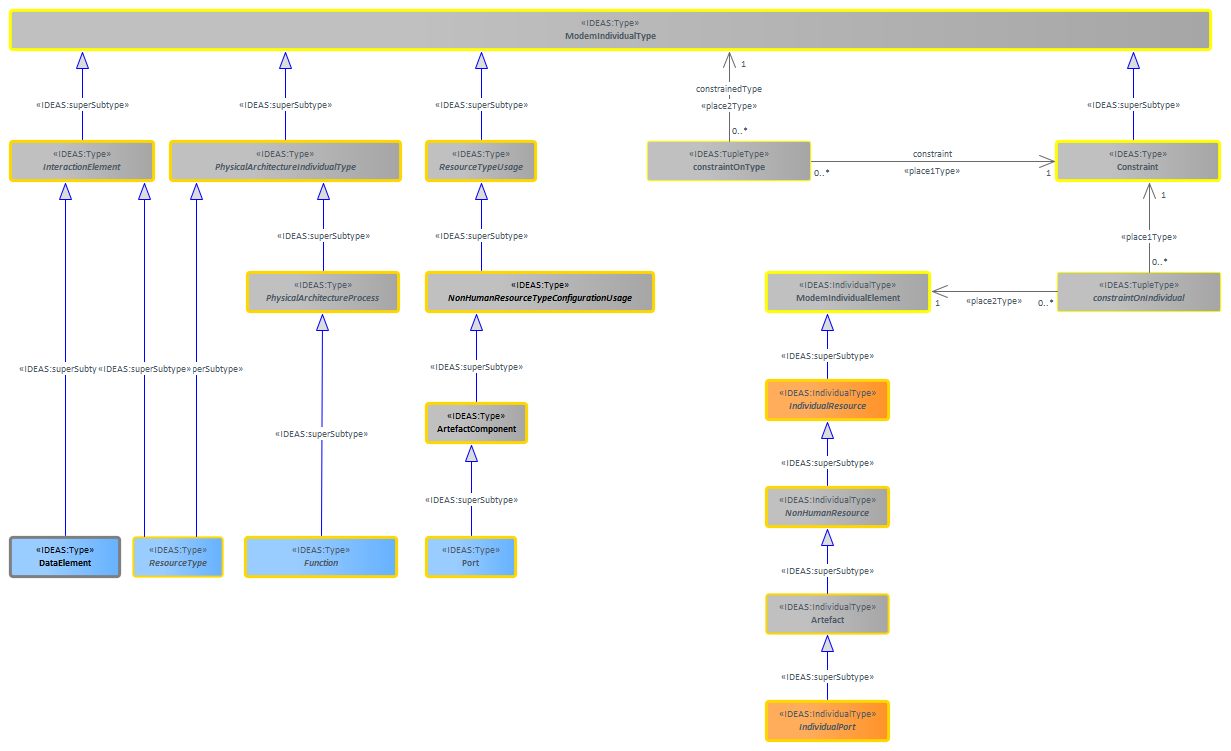 «IDEAS:Type»
ModemIndividualType
1
constrainedType
«IDEAS:superSubtype»
«IDEAS:superSubtype»
«IDEAS:superSubtype»
«place2Type»
«IDEAS:superSubtype»
0..*
«IDEAS:Type»
InteractionElement
«IDEAS:Type»
PhysicalArchitectureIndividualType
«IDEAS:Type»
ResourceTypeUsage
«IDEAS:TupleType»
constraintOnType
constraint
«place1Type»
0..*
1
«IDEAS:Type»
Constraint
1
«IDEAS:superSubtype»
«IDEAS:superSubtype»
«place1Type»
0..*
«IDEAS:Type»
PhysicalArchitectureProcess
«IDEAS:Type»
NonHumanResourceTypeConfigurationUsage
«IDEAS:IndividualType»
ModemIndividualElement
1
«place2Type»
0..*
«IDEAS:TupleType»
constraintOnIndividual
«IDEAS:superSubtype»
«IDEAS:superSubty
«IDEAS:superSubtype»
perSubtype»
«IDEAS:superSubtype»
«IDEAS:IndividualType»
IndividualResource
«IDEAS:Type»
ArtefactComponent
«IDEAS:superSubtype»
«IDEAS:superSubtype»
«IDEAS:superSubtype»
«IDEAS:IndividualType»
NonHumanResource
«IDEAS:Type»
DataElement
«IDEAS:Type»
ResourceType
«IDEAS:Type»
Function
«IDEAS:Type»
Port
«IDEAS:superSubtype»
«IDEAS:IndividualType»
Artefact
«IDEAS:superSubtype»
«IDEAS:IndividualType»
IndividualPort